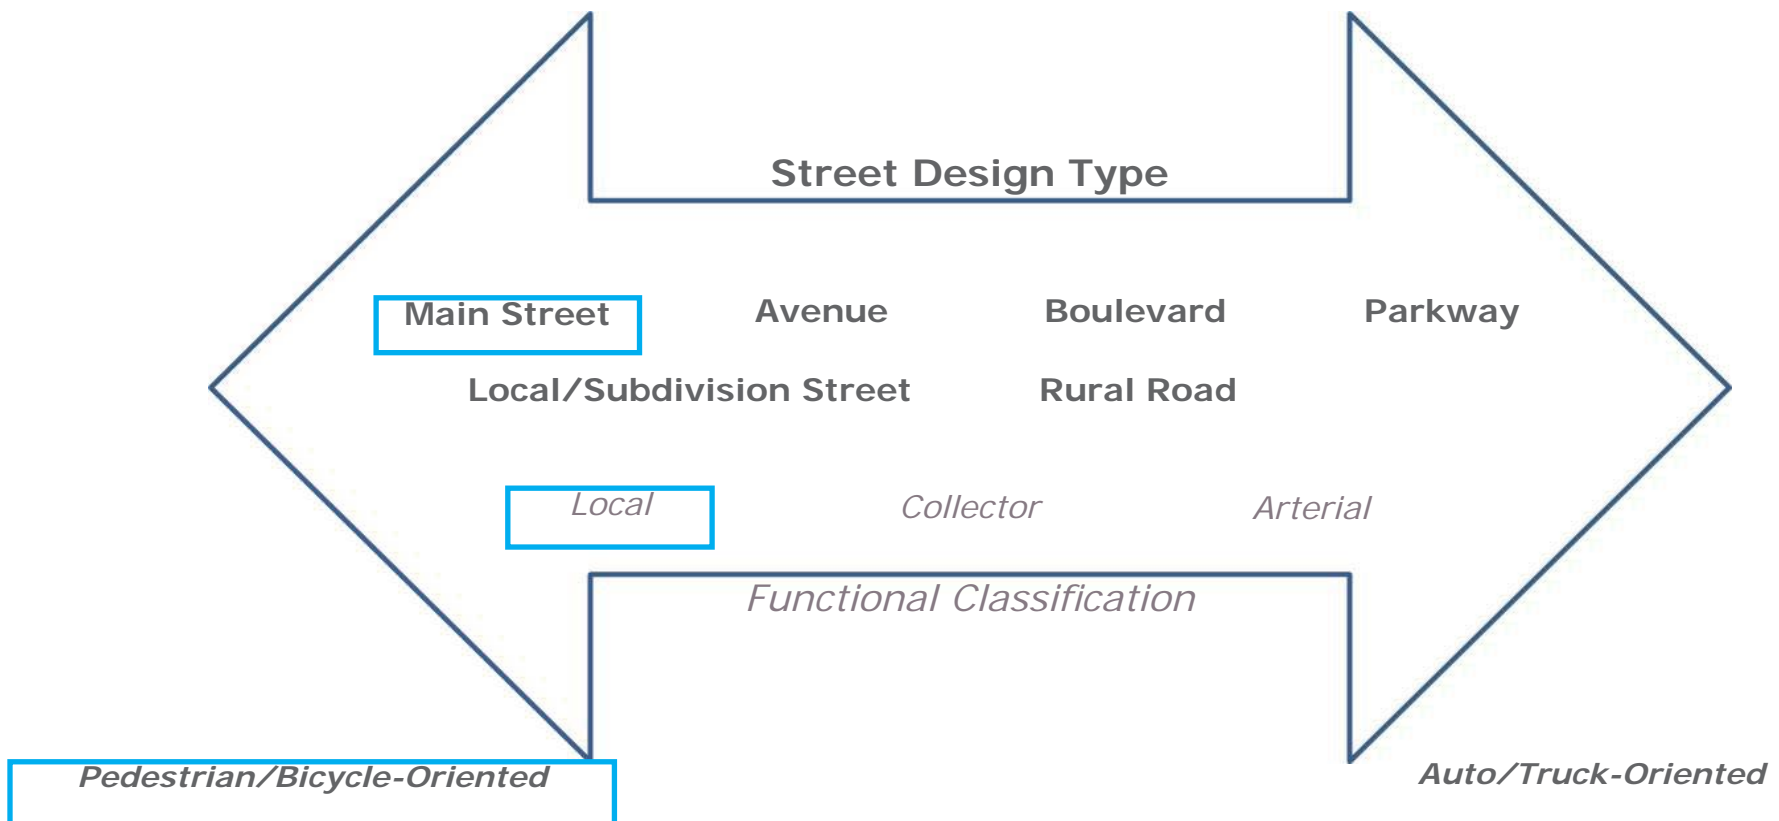 Street Design Type
Main Street Avenue Boulevard Parkway
Local/Subdivision Street Rural Road
Local Collector Arterial
Functional Classification
Pedestrian/Bicycle-Oriented Auto/Truck-Oriented